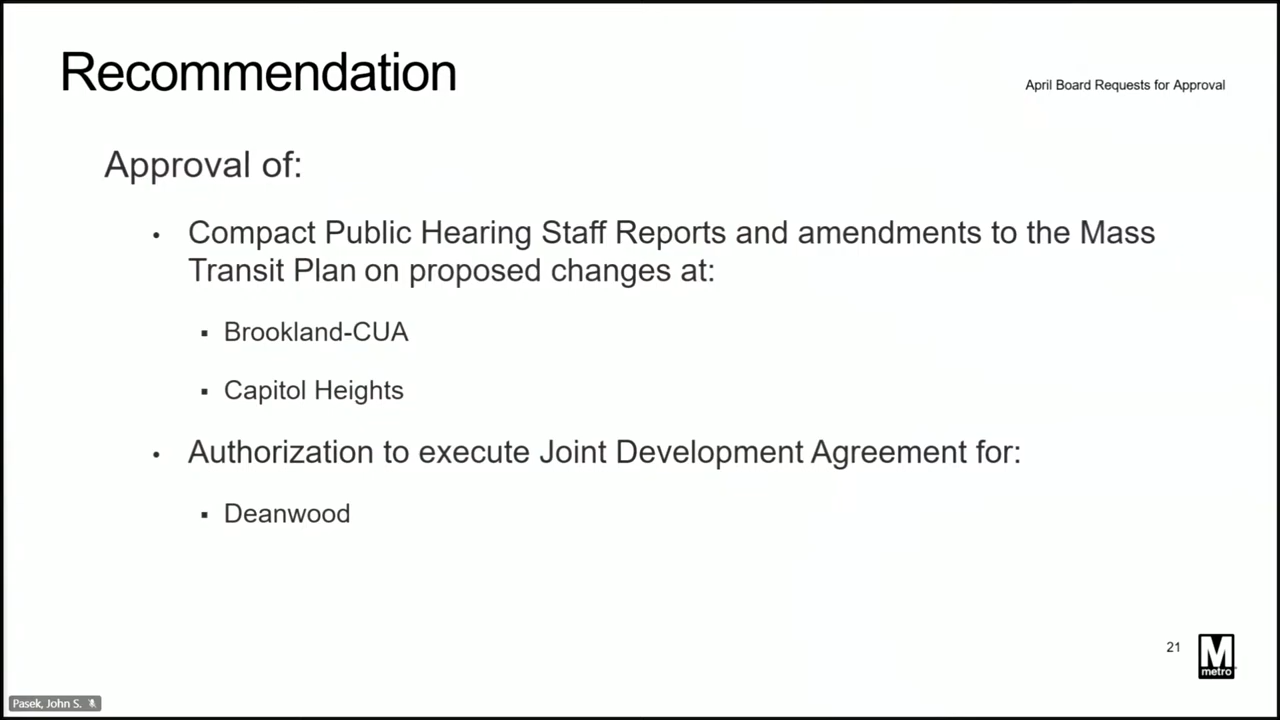 Recommendation
April Board Requests for Approval
Approval of:
• Compact Public Hearing Staff Reports and amendments to the Mass
Transit Plan on proposed changes at:
▪ Brookland-CUA
▪ Capitol Heights
• Authorization to execute Joint Development Agreement for:
▪ Deanwood
21
M
metro
Pasek, John S.